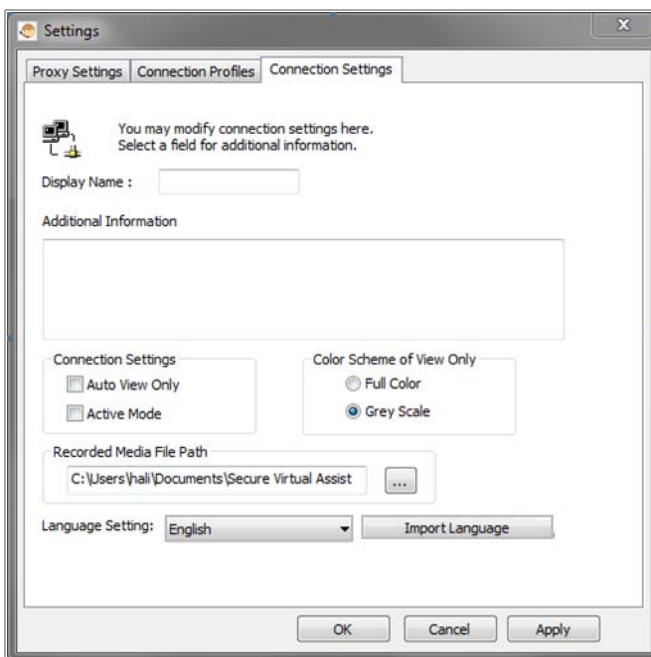 Settings
Proxy Settings
Connection Profiles
Connection Settings
You may modify connection settings here.
Select a field for additional information.
Display Name :
Additional Information
Connection Settings
Auto View Only
Active Mode
Color Scheme of View Only
Full Color
Grey Scale
Recorded Media File Path
C:\Users\hali\Documents\Secure Virtual Assist
...
Language Setting:
English
Import Language
OK
Cancel
Apply